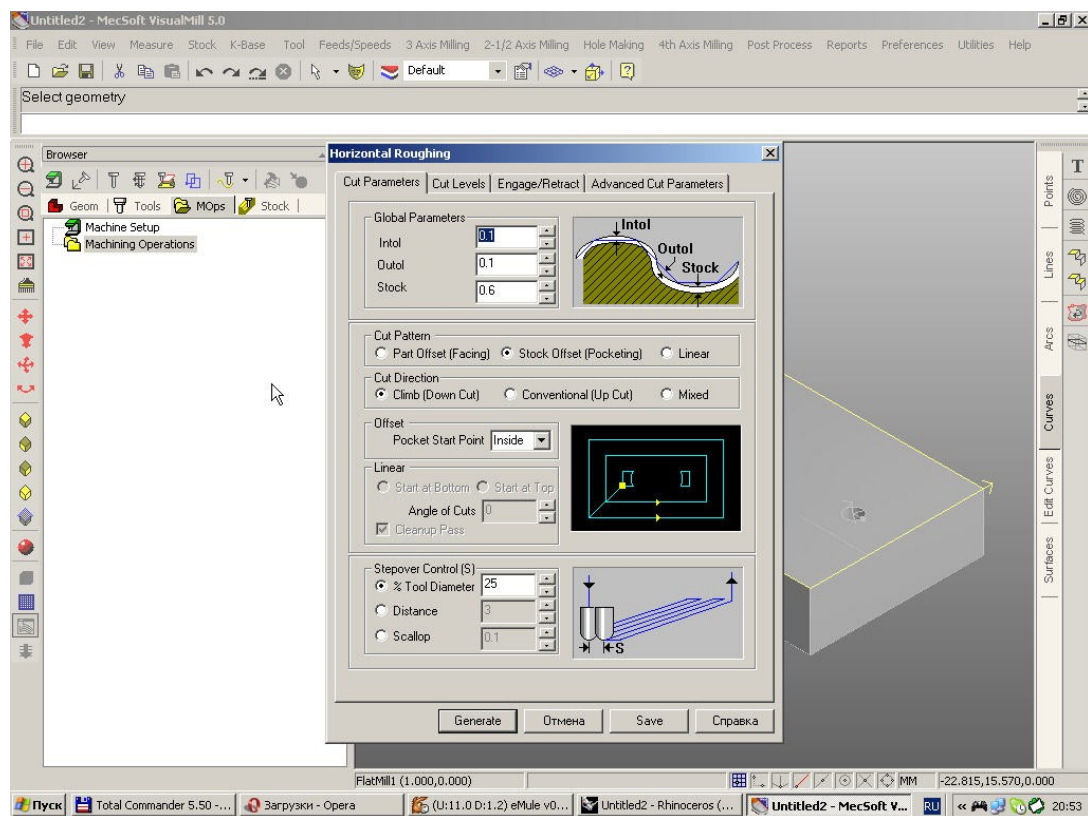 Untitled2 - MecSoft VisualMill 5.0
File Edit View Measure Stock K-Base Tool Feeds/Speeds 3 Axis Milling 2-1/2 Axis Milling Hole Making 4th Axis Milling Post Process Reports Preferences Utilities Help
Default
Select geometry
Browser
Geom Tools MOps Stock
Machine Setup
Machining Operations
Horizontal Roughing
Cut Parameters Cut Levels Engage/Retract Advanced Cut Parameters
Global Parameters
Intol 0.1
Outol 0.1
Stock 0.6
Intol
Outol
Stock
Cut Pattern
Part Offset (Facing) Stock Offset (Pocketing) Linear
Cut Direction
Climb (Down Cut) Conventional (Up Cut) Mixed
Offset
Pocket Start Point Inside
Linear
Start at Bottom Start at Top
Angle of Cuts 0
Cleanup Pass
Stepover Control (S)
% Tool Diameter 25
Distance 3
Scallop 0.1
S
Generate Отмена Save Справка
Points
Lines
Arcs
Curves
Edit Curves
Surfaces
T
FlatMill1 (1.000,0.000)
MM -22.815,15.570,0.000
Пуск Total Commander 5.50 -... Загрузки - Opera (U:11.0 D:1.2) eMule v0... Untitled2 - Rhinoceros (... Untitled2 - MecSoft V... RU « 20:53